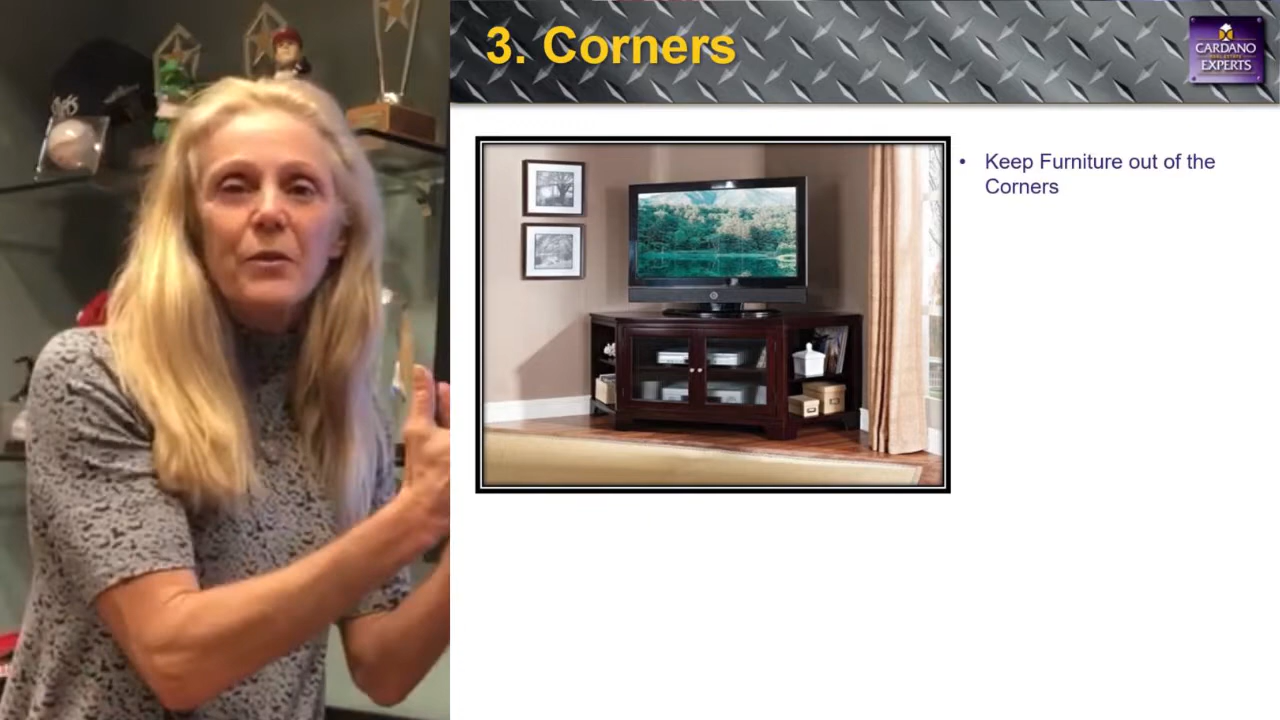 3. Corners
CARDANO
EXPERTS
• Keep Furniture out of the
Corners